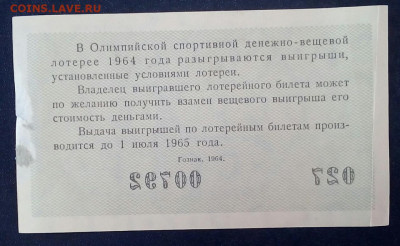 COINS.LAVE.RU
В Олимпийской спортивной денежно-вещевой
лотерее 1964 года разыгрываются выигрыши,
установленные условиями лотереи.
Владелец выигравшего лотерейного билета может
по желанию получить взамен вещевого выигрыша его
стоимость деньгами.
Выдача выигрышей по лотерейным билетам произ-
водится до 1 июля 1965 года.
Гознак, 1964.
00792 027